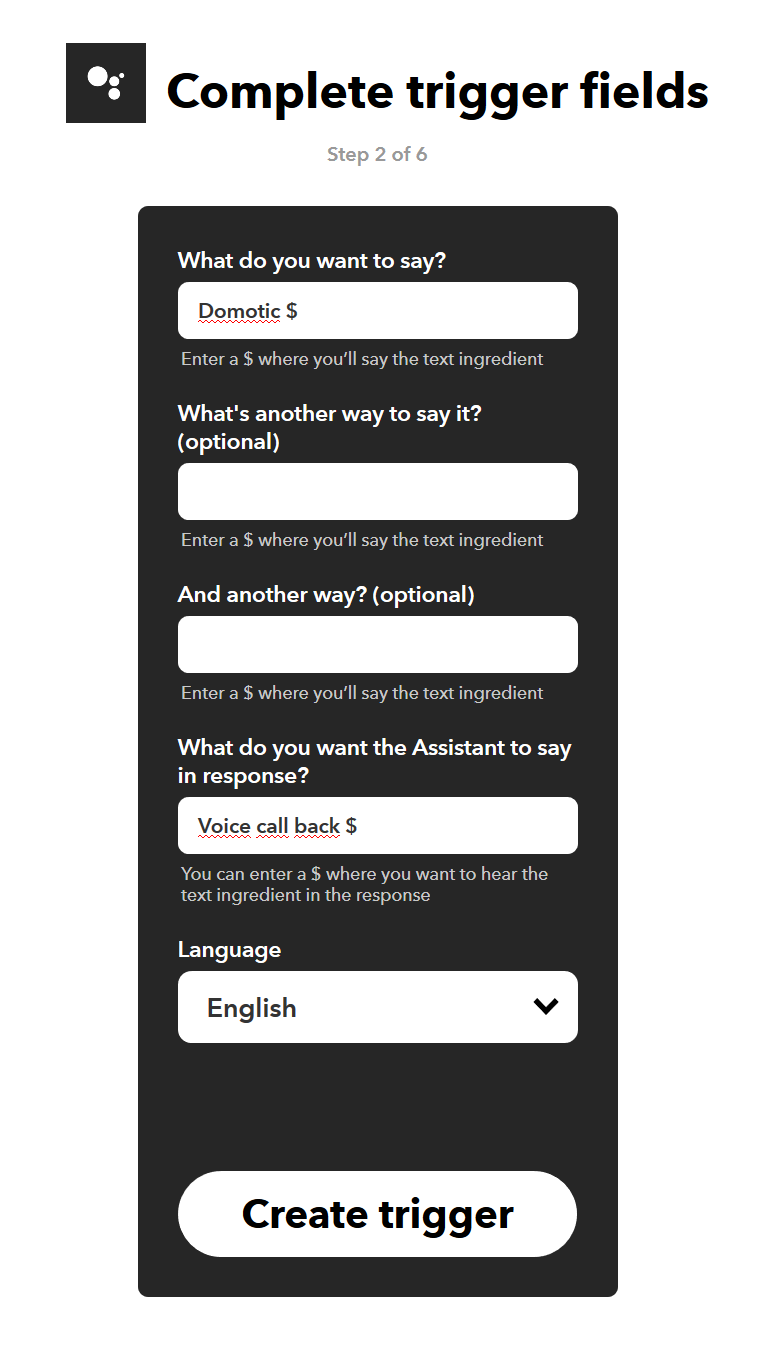 Complete trigger fields
Step 2 of 6
What do you want to say?
Domotic $
Enter a $ where you’ll say the text ingredient
What's another way to say it?
(optional)
Enter a $ where you’ll say the text ingredient
And another way? (optional)
Enter a $ where you’ll say the text ingredient
What do you want the Assistant to say
in response?
Voice call back $
You can enter a $ where you want to hear the
text ingredient in the response
Language
English
Create trigger